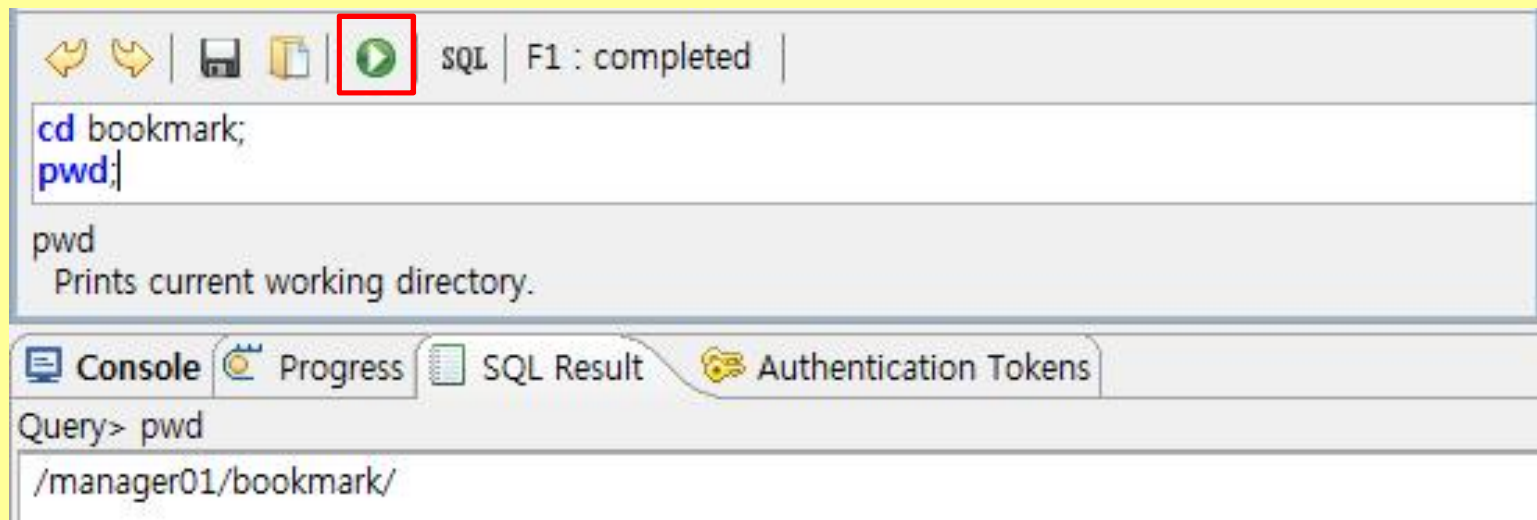 SQL F1 : completed
cd bookmark;
pwd;
pwd
Prints current working directory.
Console Progress SQL Result Authentication Tokens
Query> pwd
/manager01/bookmark/